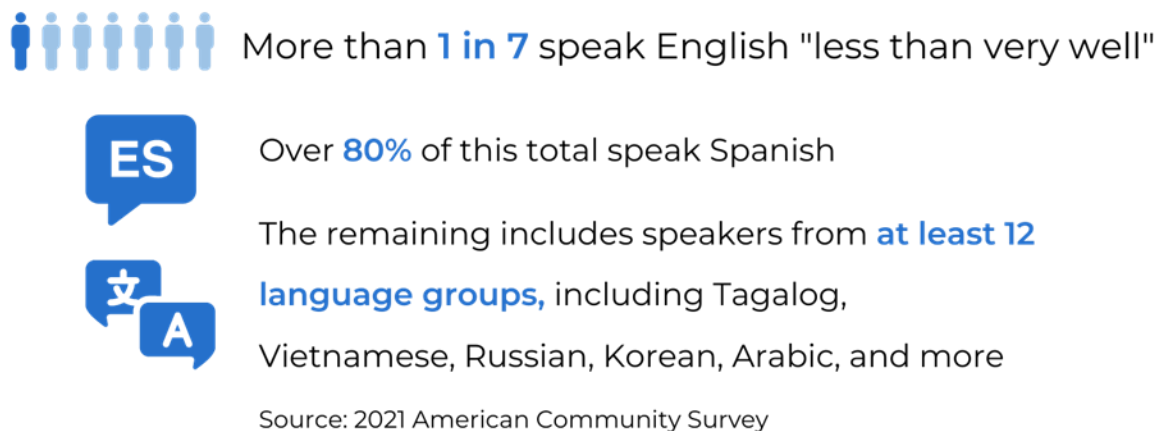 More than 1 in 7 speak English "less than very well"
ES
Over 80% of this total speak Spanish
The remaining includes speakers from at least 12
language groups, including Tagalog,
Vietnamese, Russian, Korean, Arabic, and more
文
A
Source: 2021 American Community Survey